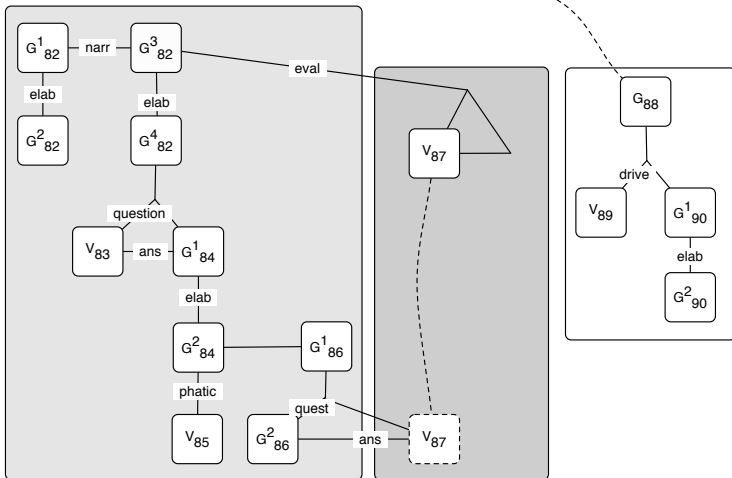 G¹₈₂ narr G³₈₂
eval
G₈₈
elab elab
G²₈₂ G⁴₈₂ V₈₇
drive
question
V₈₉ G¹₉₀
V₈₃ ans G¹₈₄
elab
elab
G²₉₀
G²₈₄ G¹₈₆
phatic
quest
V₈₅ G²₈₆ ans V₈₇